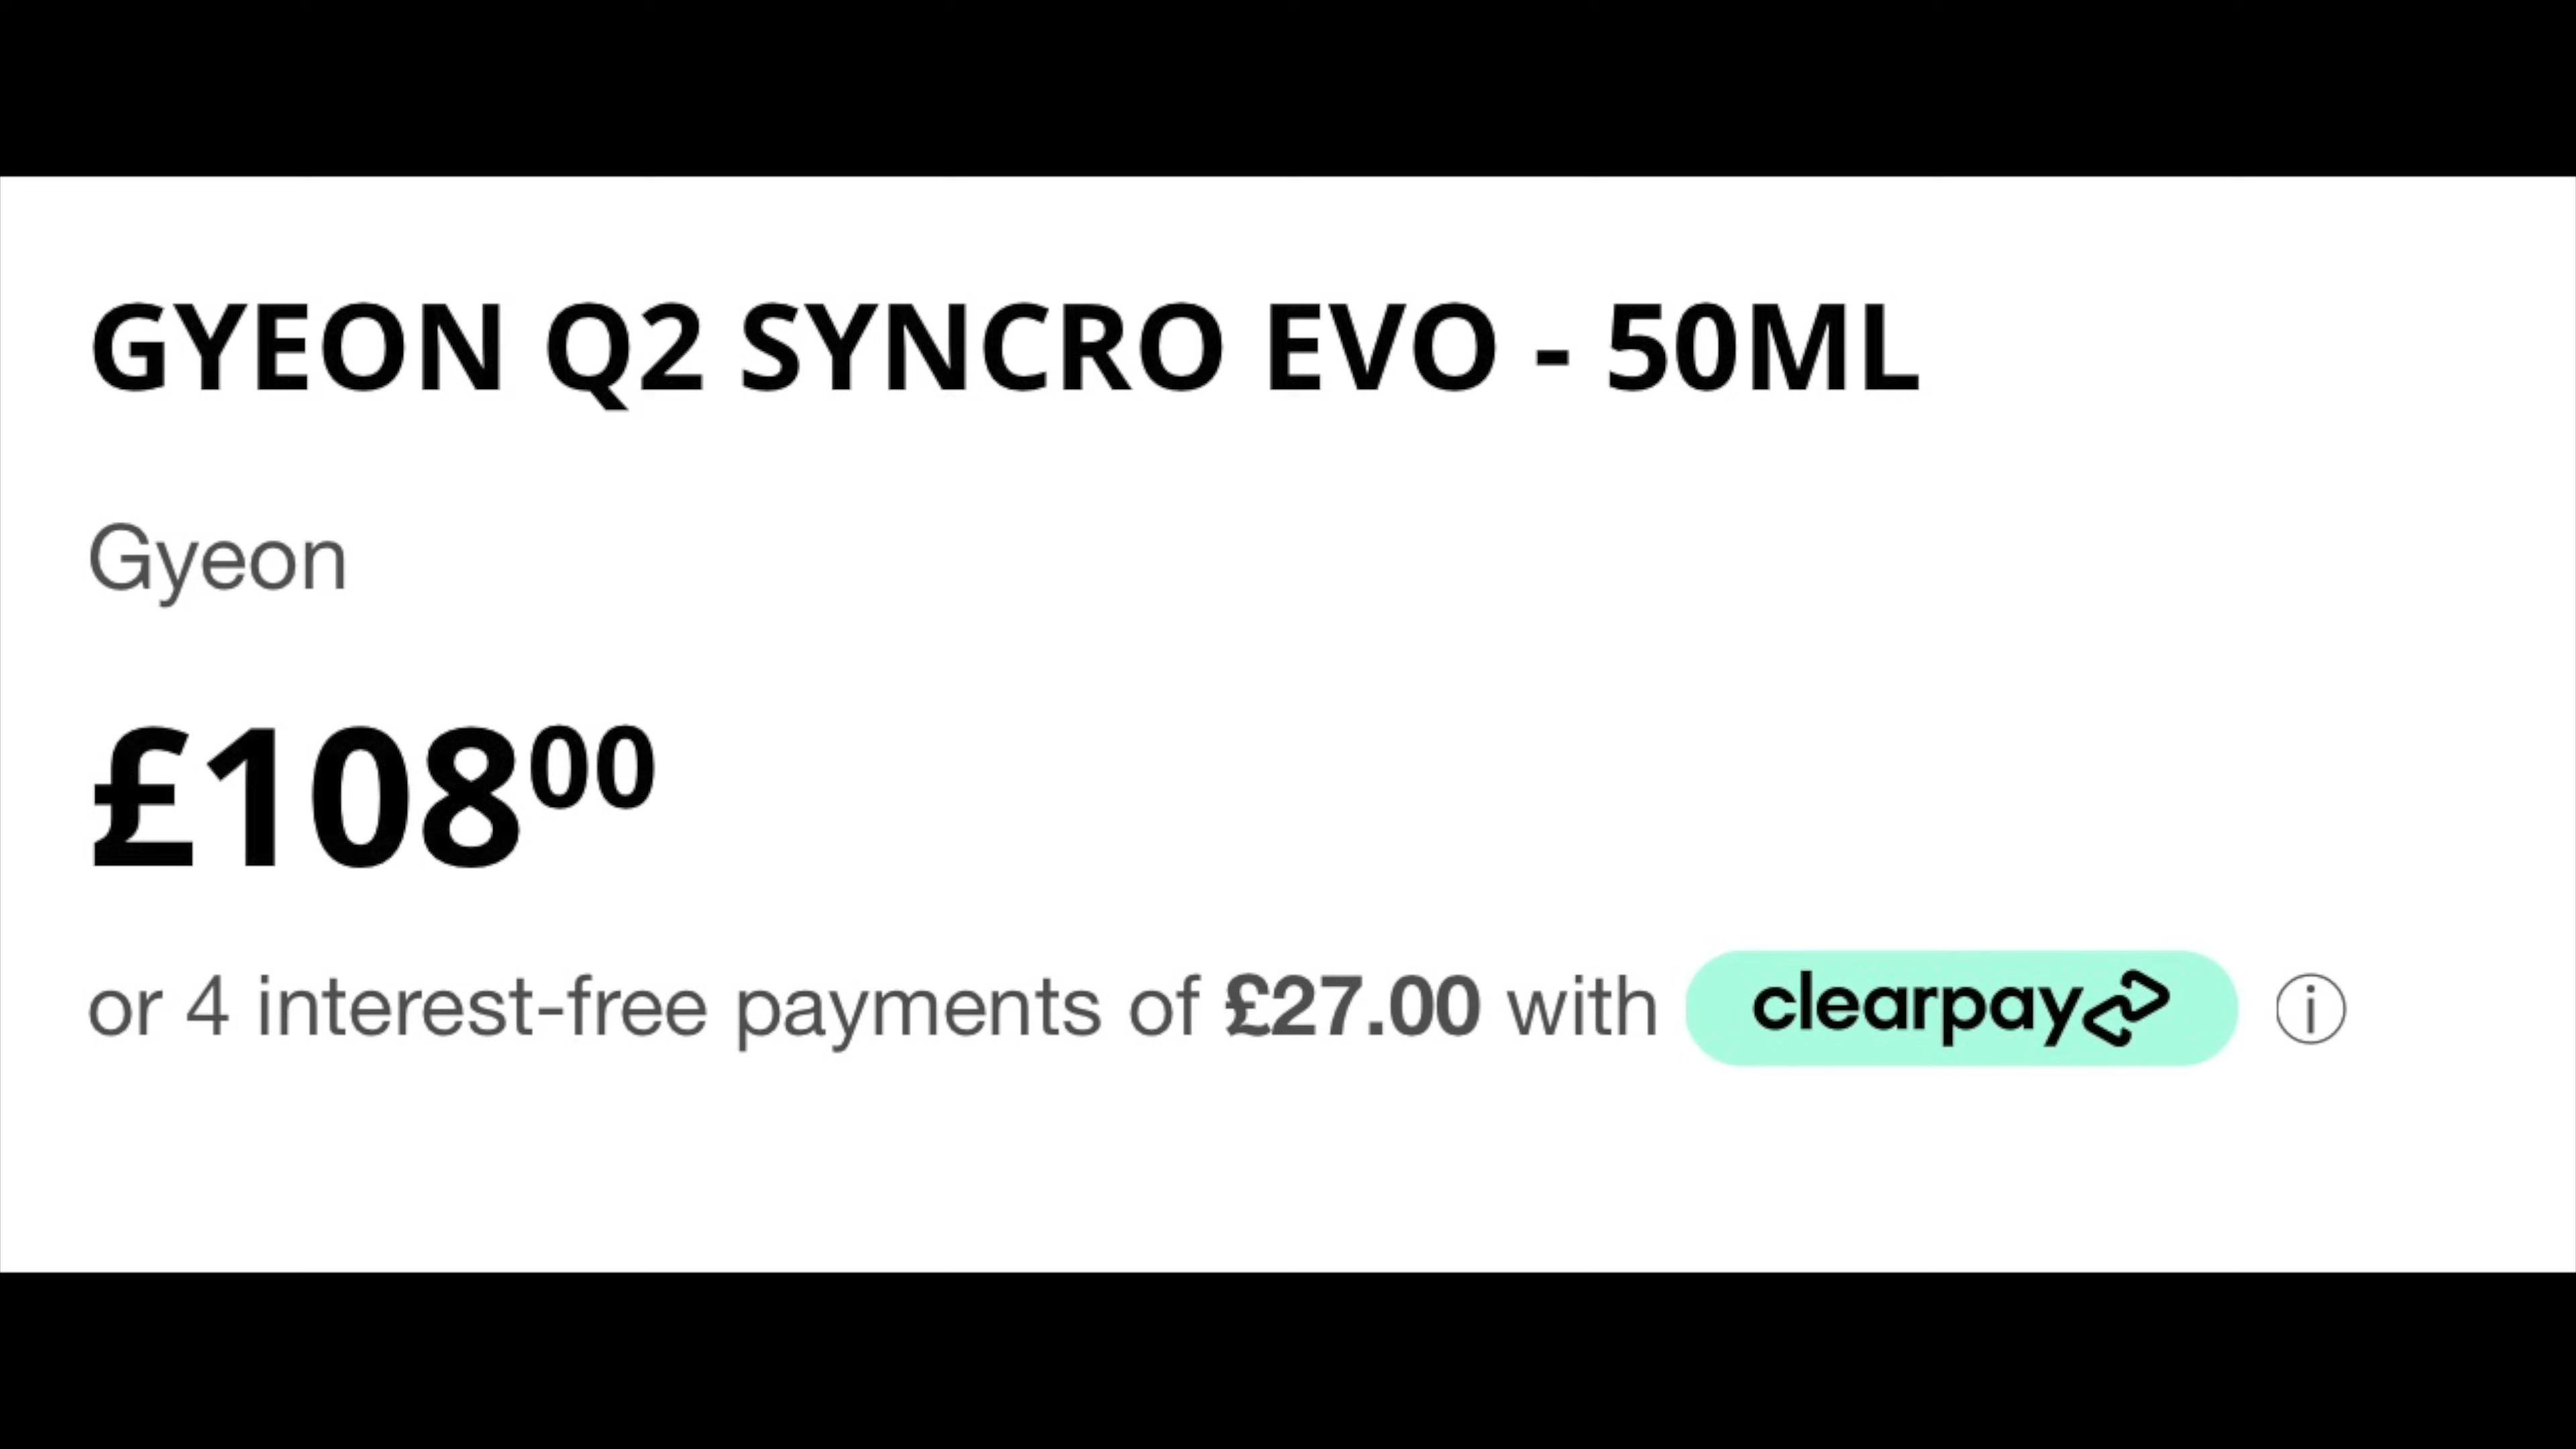 GYEON Q2 SYNCRO EVO - 50ML
Gyeon
£108⁰⁰
or 4 interest-free payments of £27.00 with clearpay